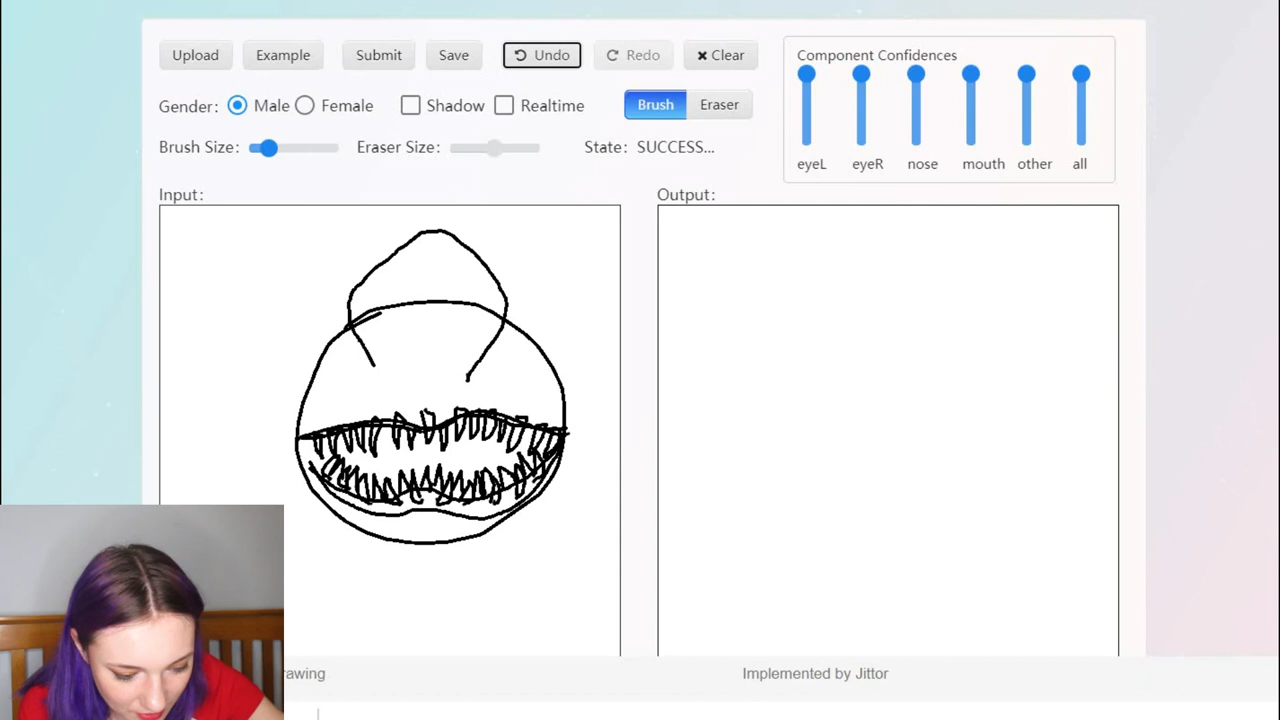 Upload Example Submit Save Undo Redo Clear
Component Confidences
Gender: Male Female Shadow Realtime Brush Eraser
Brush Size: Eraser Size: State: SUCCESS...
eyeL eyeR nose mouth other all
Input: Output:
rawing Implemented by Jittor